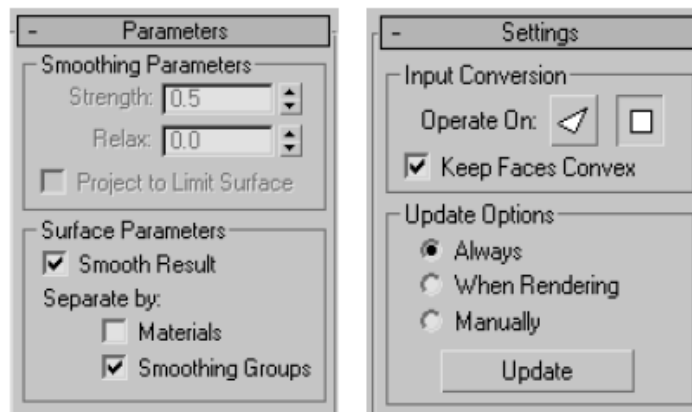 - Parameters
Smoothing Parameters
Strength: 0.5
Relax: 0.0
Project to Limit Surface
Surface Parameters
Smooth Result
Separate by:
Materials
Smoothing Groups
- Settings
Input Conversion
Operate On:
Keep Faces Convex
Update Options
Always
When Rendering
Manually
Update